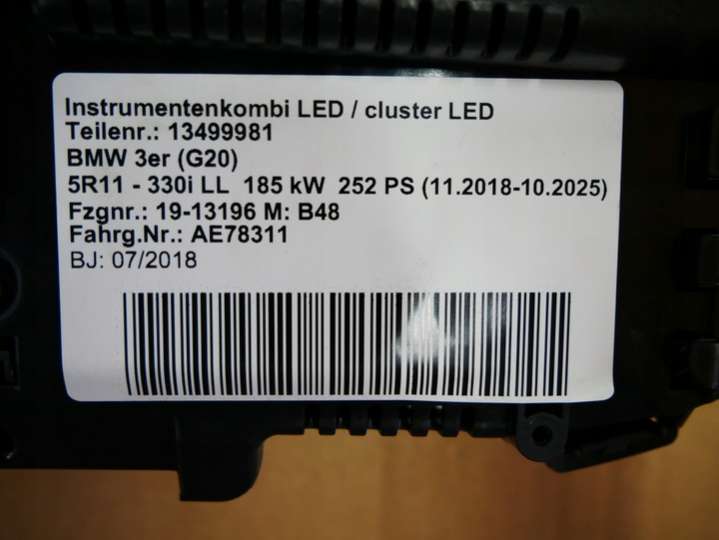 Instrumentenkombi LED / cluster LED
Teilenr.: 13499981
BMW 3er (G20)
5R11 - 330i LL 185 kW 252 PS (11.2018-10.2025)
Fzgnr.: 19-13196 M: B48
Fahrg.Nr.: AE78311
BJ: 07/2018